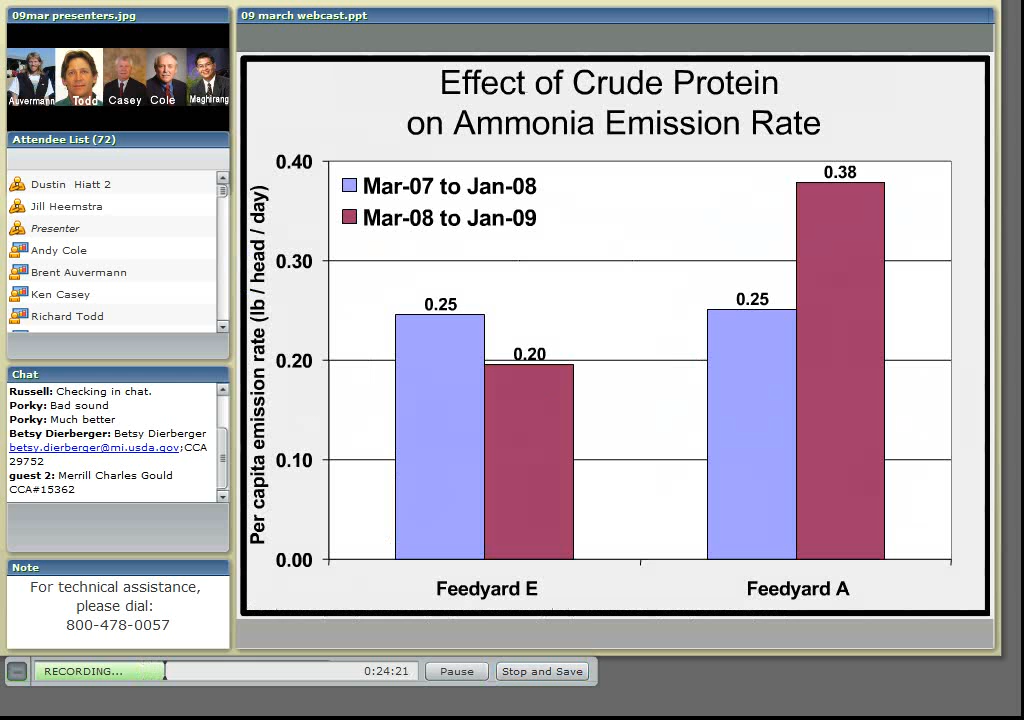 09mar presenters.jpg
Auvermann Todd Casey Cole Maghirang
Attendee List (72)
Dustin Hiatt 2
Jill Heemstra
Presenter
Andy Cole
Brent Auvermann
Ken Casey
Richard Todd
Chat
Russell: Checking in chat.
Porky: Bad sound
Porky: Much better
Betsy Dierberger: Betsy Dierberger
betsy.dierberger@mi.usda.gov;CCA
29752
guest 2: Merrill Charles Gould
CCA#15362
Note
For technical assistance,
please dial:
800-478-0057
09 march webcast.ppt
Effect of Crude Protein
on Ammonia Emission Rate
Per capita emission rate (lb / head / day)
0.40
0.30
0.20
0.10
0.00
Mar-07 to Jan-08
Mar-08 to Jan-09
0.25
0.20
0.25
0.38
Feedyard E
Feedyard A
RECORDING...
0:24:21
Pause
Stop and Save